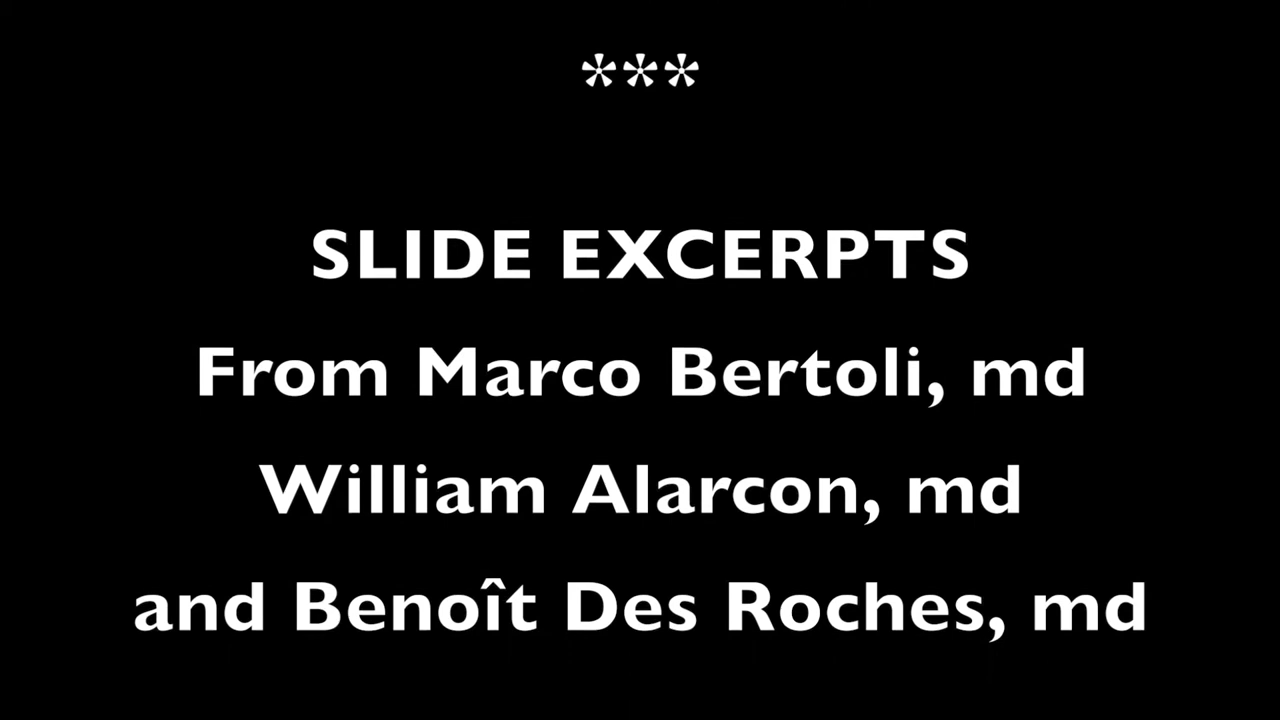 ***
SLIDE EXCERPTS
From Marco Bertoli, md
William Alarcon, md
and Benoît Des Roches, md